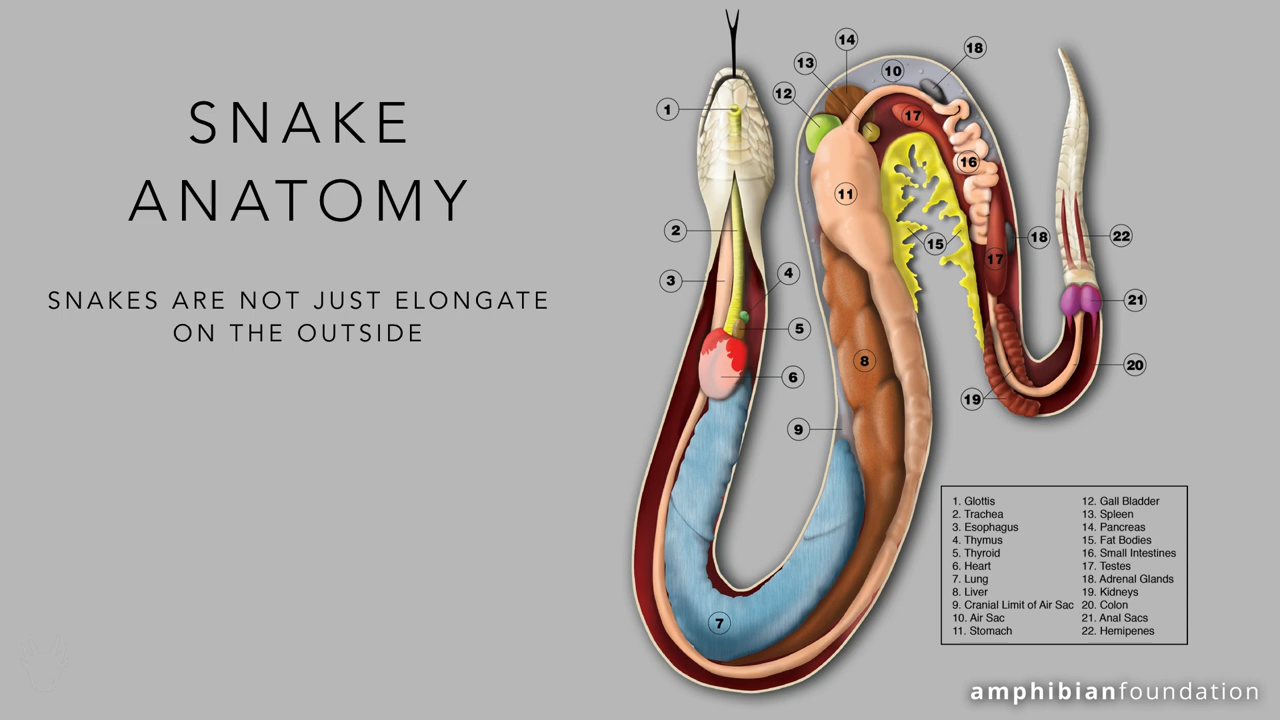 SNAKE
ANATOMY
SNAKES ARE NOT JUST ELONGATE
ON THE OUTSIDE
1
2
3
4
5
6
7
8
9
10
11
12
13
14
15
16
17
17
18
18
19
20
21
22
1. Glottis
2. Trachea
3. Esophagus
4. Thymus
5. Thyroid
6. Heart
7. Lung
8. Liver
9. Cranial Limit of Air Sac
10. Air Sac
11. Stomach
12. Gall Bladder
13. Spleen
14. Pancreas
15. Fat Bodies
16. Small Intestines
17. Testes
18. Adrenal Glands
19. Kidneys
20. Colon
21. Anal Sacs
22. Hemipenes
amphibianfoundation